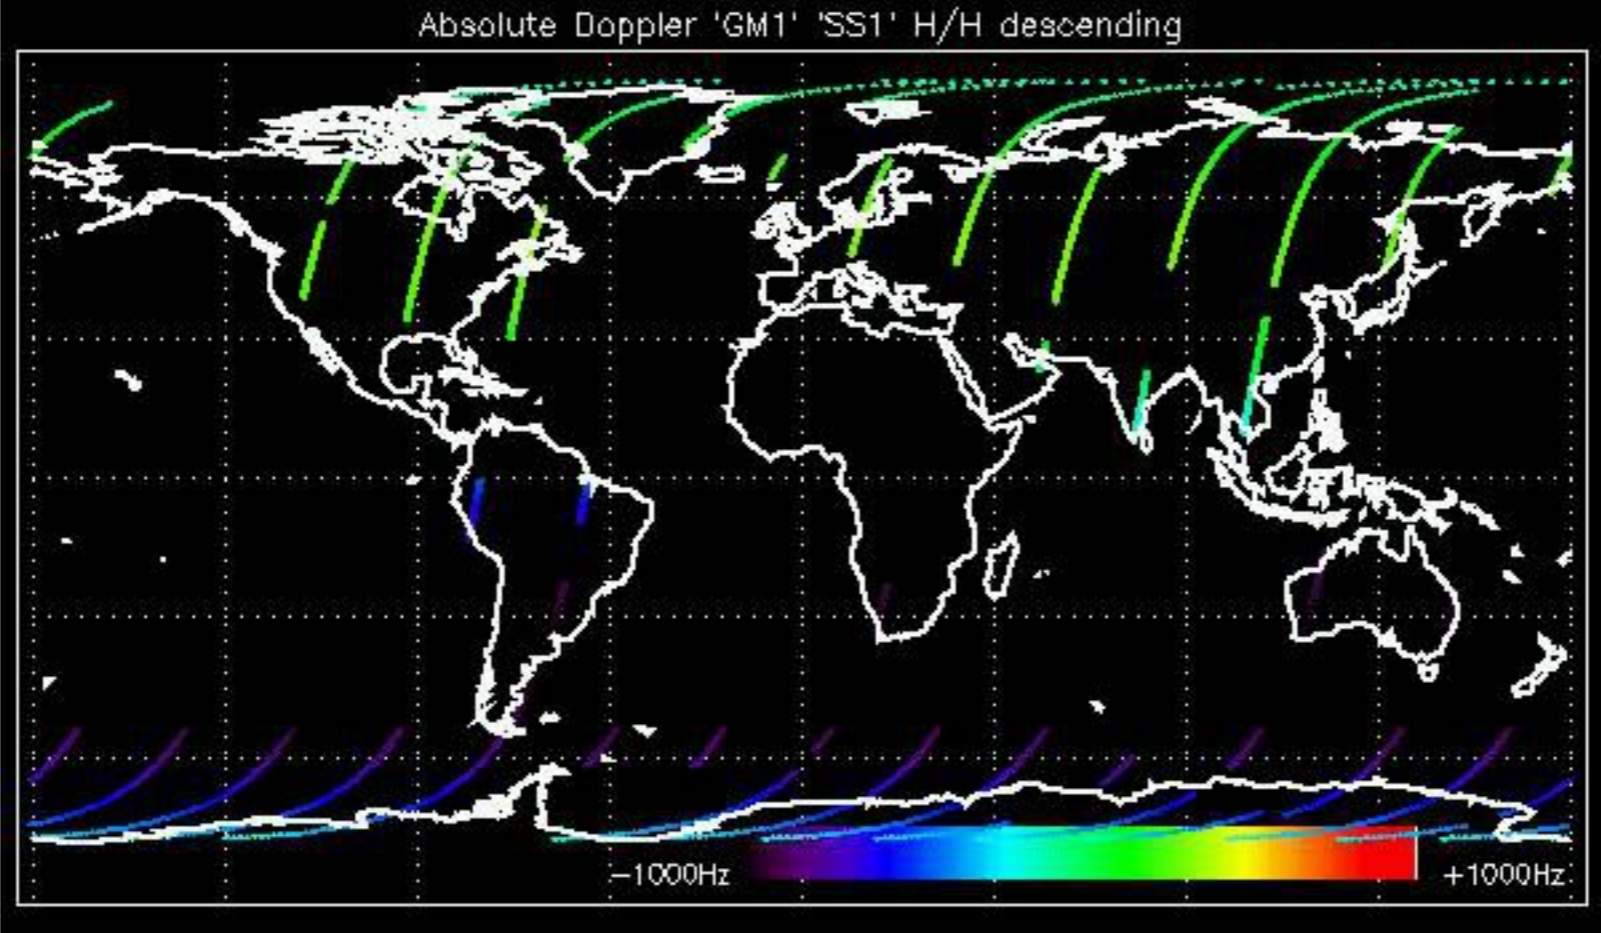 Absolute Doppler 'GM1' 'SS1' H/H descending
−1000Hz
+1000Hz